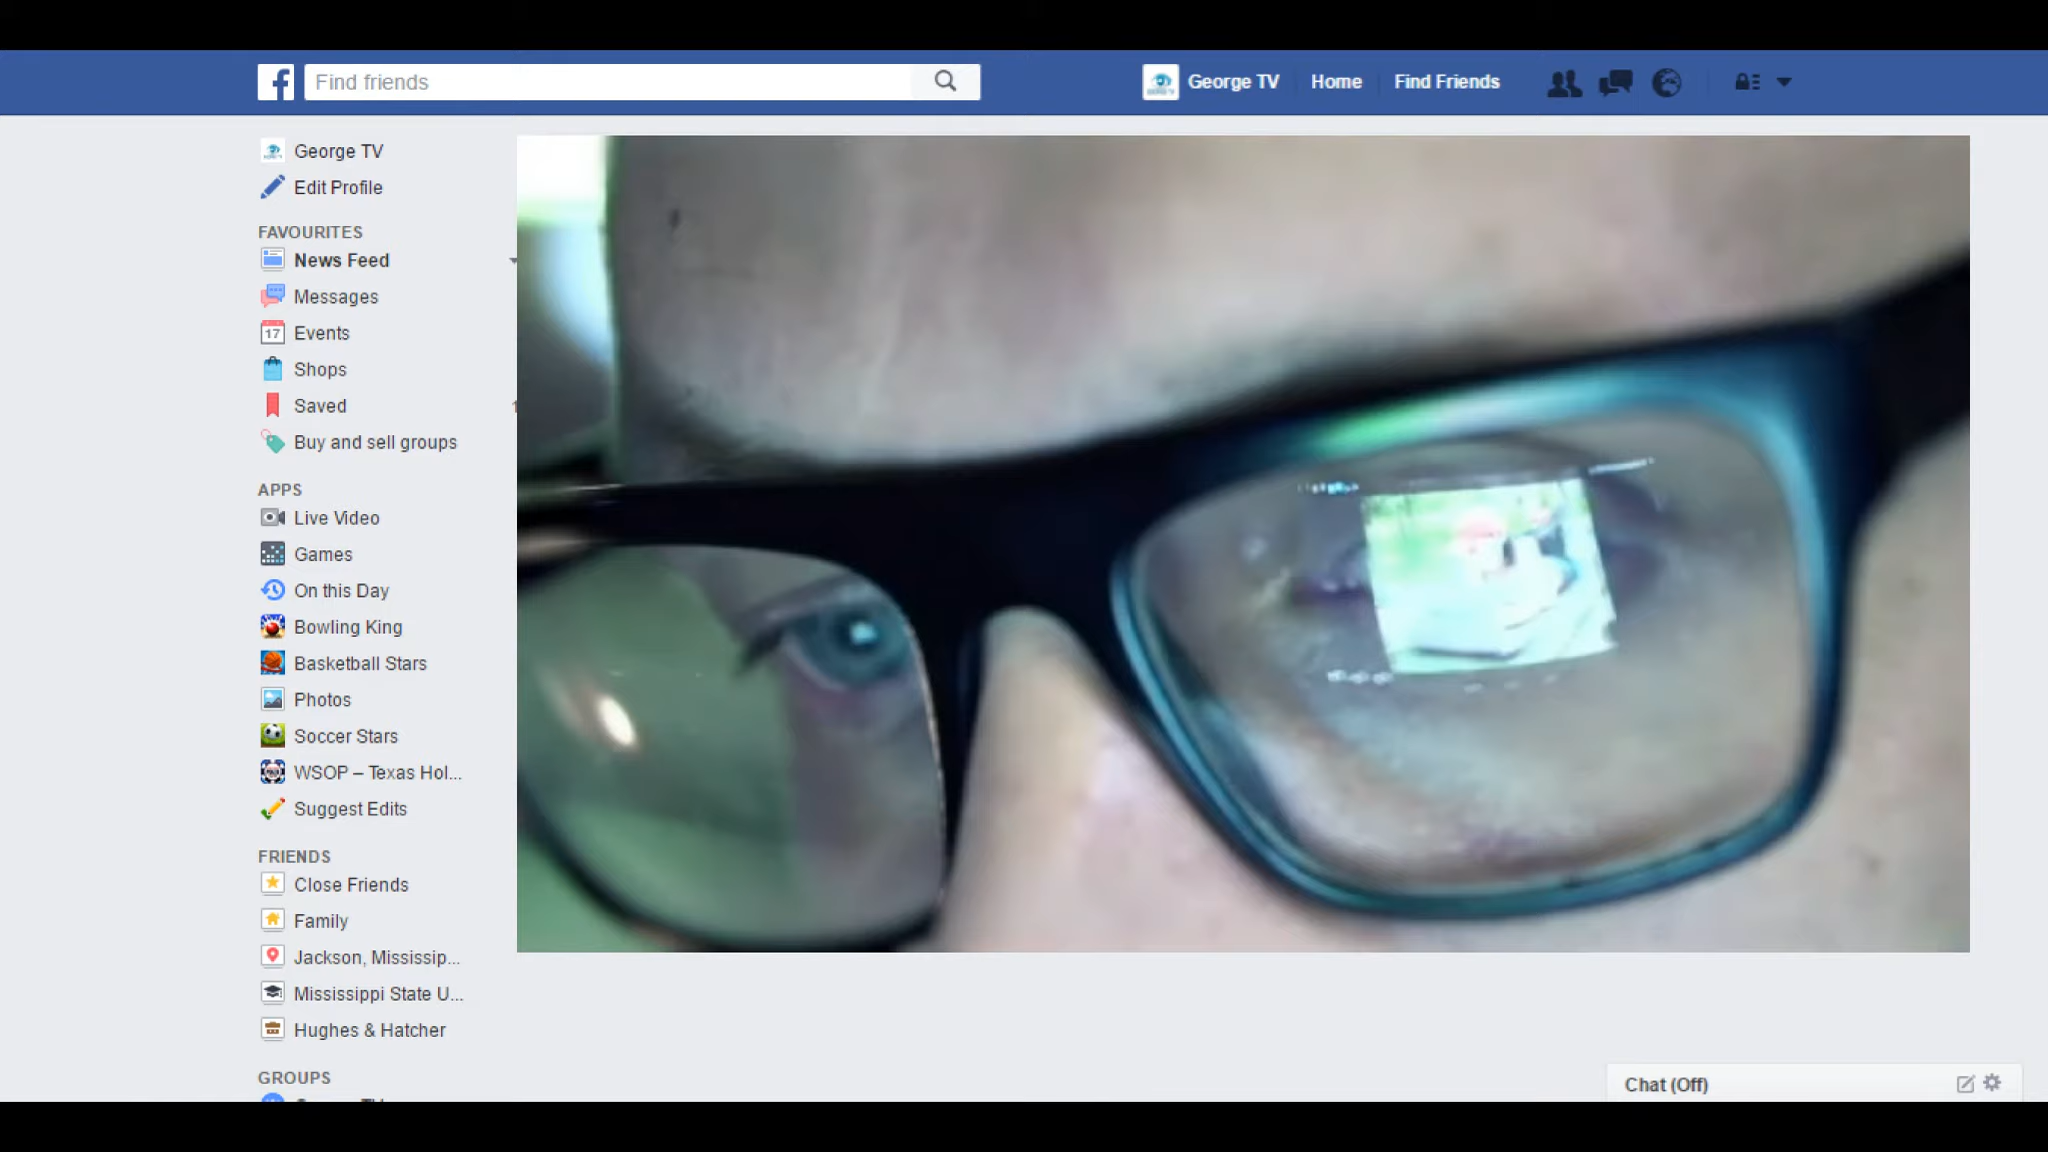 Find friends
George TV
Home
Find Friends
George TV
Edit Profile
FAVOURITES
News Feed
Messages
17
Events
Shops
Saved
Buy and sell groups
APPS
Live Video
Games
On this Day
Bowling King
Basketball Stars
Photos
Soccer Stars
WSOP – Texas Hol...
Suggest Edits
FRIENDS
Close Friends
Family
Jackson, Mississip...
Mississippi State U...
Hughes & Hatcher
GROUPS
Chat (Off)